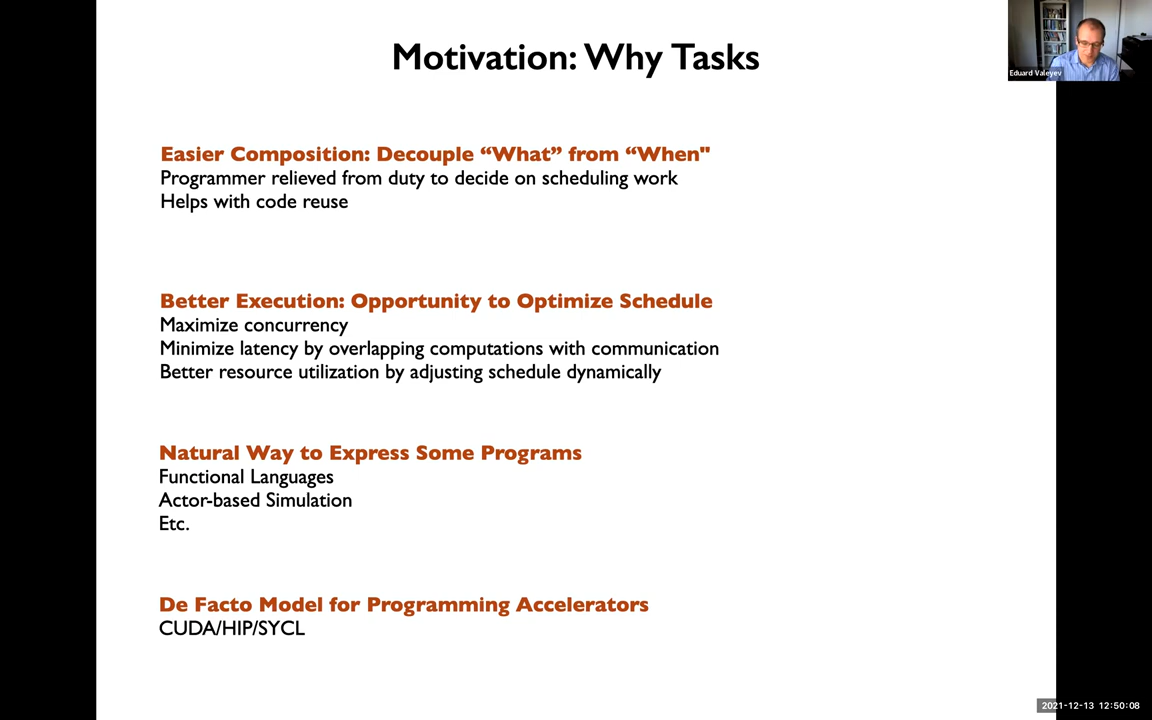 Motivation: Why Tasks
Eduard Valeyev
Easier Composition: Decouple “What” from “When"
Programmer relieved from duty to decide on scheduling work
Helps with code reuse
Better Execution: Opportunity to Optimize Schedule
Maximize concurrency
Minimize latency by overlapping computations with communication
Better resource utilization by adjusting schedule dynamically
Natural Way to Express Some Programs
Functional Languages
Actor-based Simulation
Etc.
De Facto Model for Programming Accelerators
CUDA/HIP/SYCL
2021-12-13 12:50:08